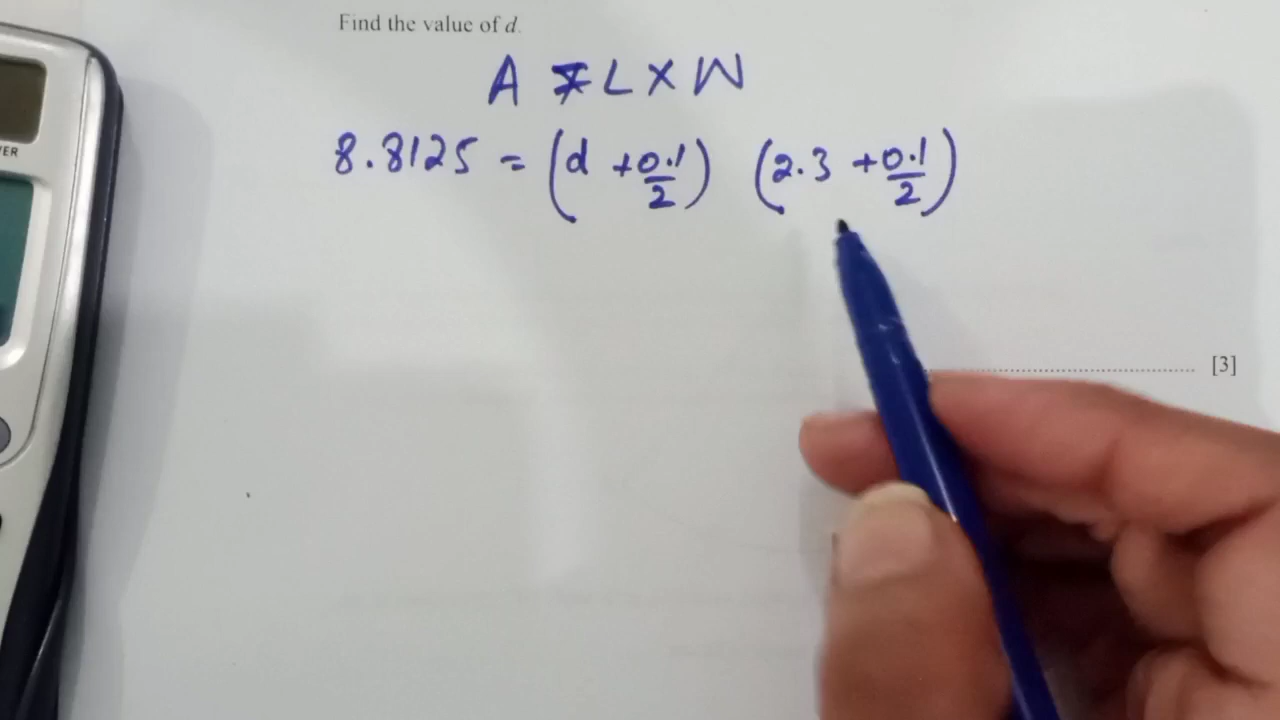 Find the value of d.
A = L × W
8.8125 = (d + 0.1/2) (2.3 + 0.1/2)
[3]